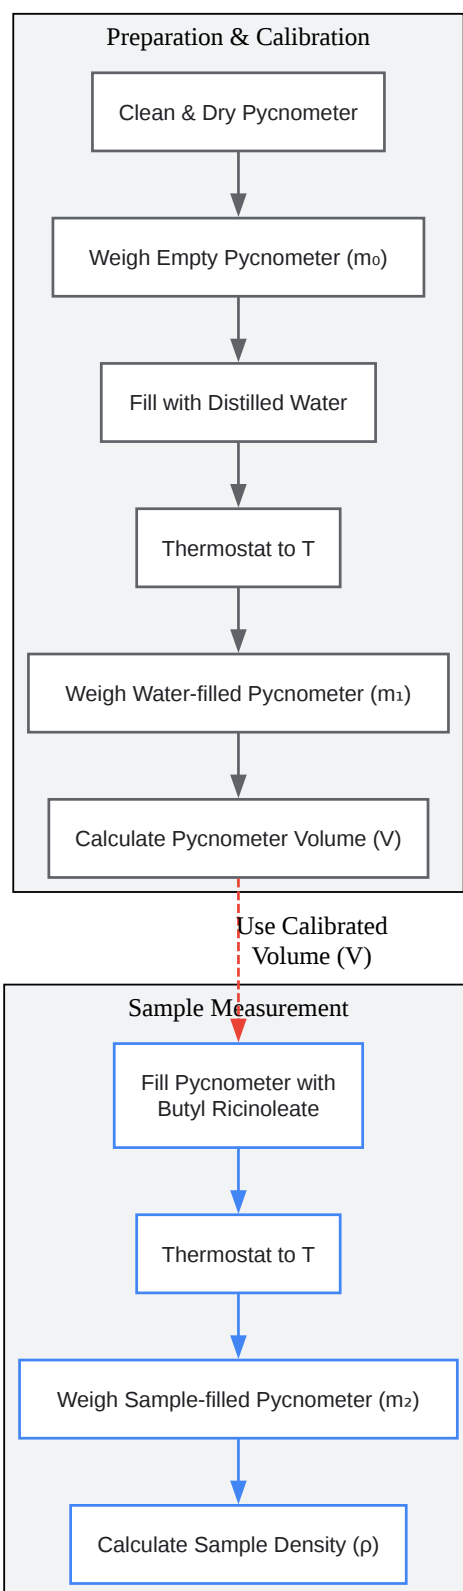 Preparation & Calibration
Clean & Dry Pycnometer
Weigh Empty Pycnometer (m₀)
Fill with Distilled Water
Thermostat to T
Weigh Water-filled Pycnometer (m₁)
Calculate Pycnometer Volume (V)
Use Calibrated
Volume (V)
Sample Measurement
Fill Pycnometer with
Butyl Ricinoleate
Thermostat to T
Weigh Sample-filled Pycnometer (m₂)
Calculate Sample Density (ρ)